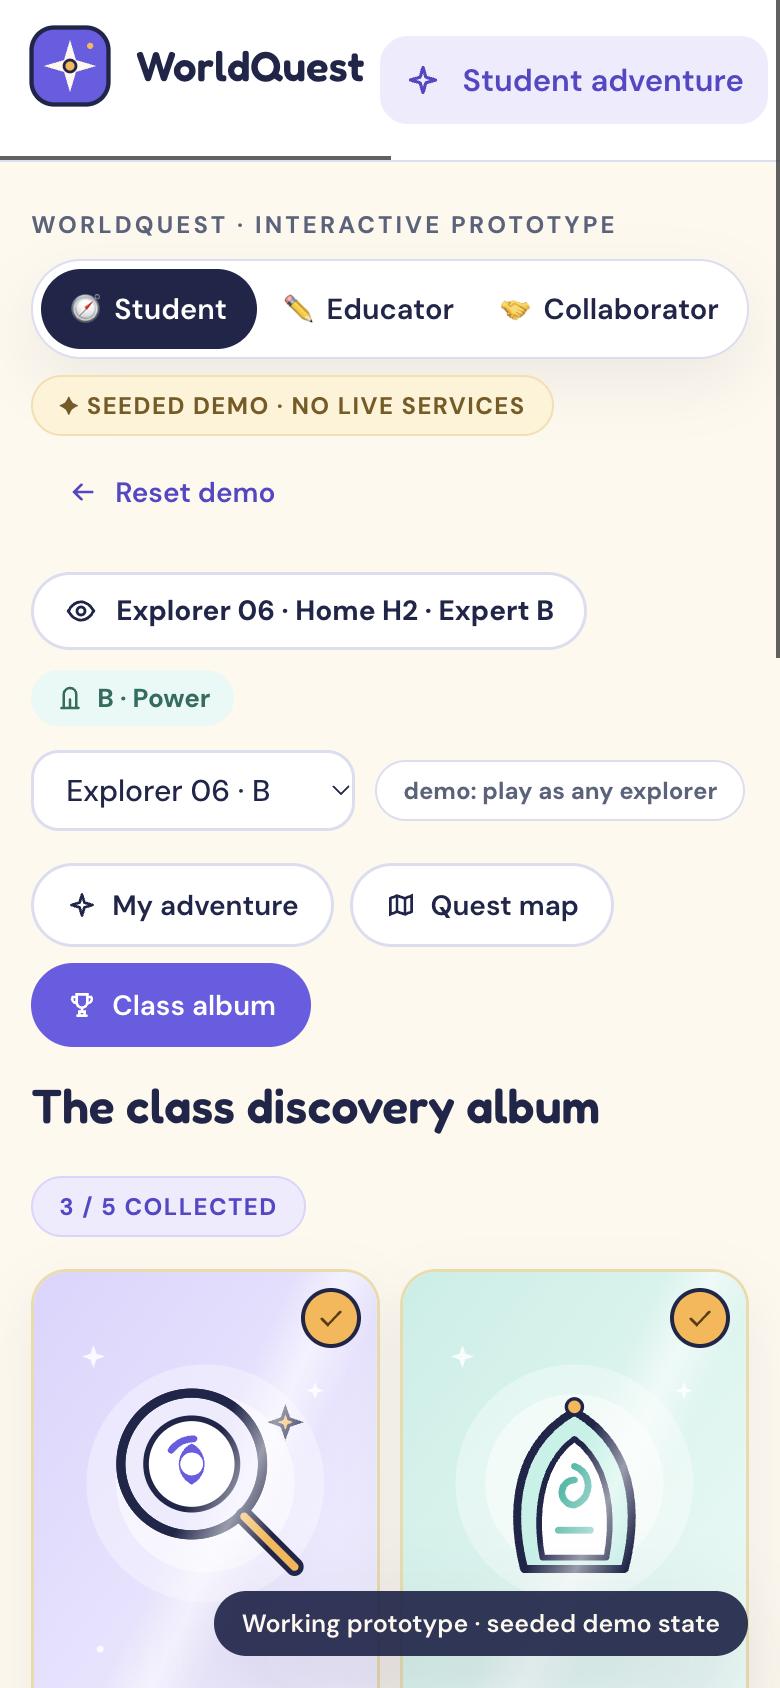 WorldQuest
Student adventure
WORLDQUEST · INTERACTIVE PROTOTYPE
Student
Educator
Collaborator
✦ SEEDED DEMO · NO LIVE SERVICES
← Reset demo
Explorer 06 · Home H2 · Expert B
B · Power
Explorer 06 · B
demo: play as any explorer
My adventure
Quest map
Class album
The class discovery album
3 / 5 COLLECTED
Working prototype · seeded demo state